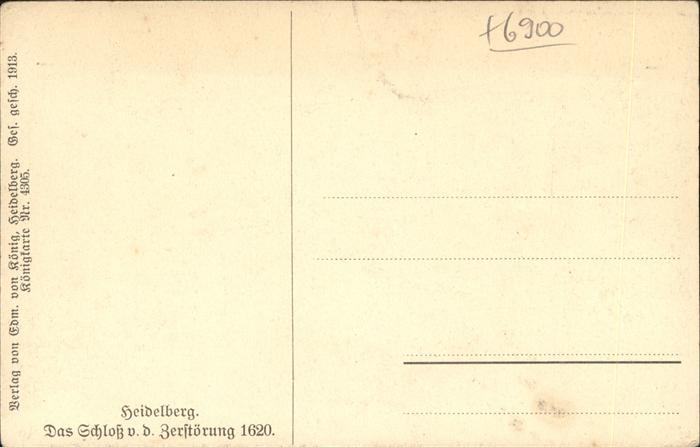 +6900
Verlag von Edm. von König, Heidelberg. Ges. gesch. 1913.
Königkarte Nr. 4305.
Heidelberg.
Das Schloß v. d. Zerstörung 1620.